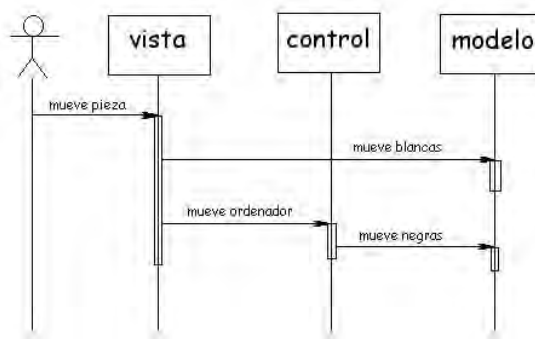 vista
control
modelo
mueve pieza
mueve blancas
mueve ordenador
mueve negras